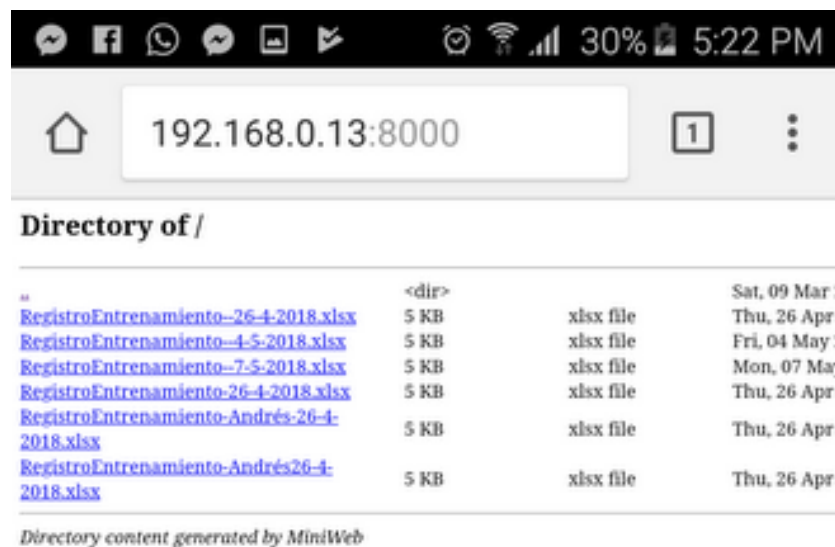 30% 5:22 PM
192.168.0.13:8000
1
Directory of /
.. <dir> Sat, 09 Mar
RegistroEntrenamiento--26-4-2018.xlsx 5 KB xlsx file Thu, 26 Apr
RegistroEntrenamiento--4-5-2018.xlsx 5 KB xlsx file Fri, 04 May
RegistroEntrenamiento--7-5-2018.xlsx 5 KB xlsx file Mon, 07 May
RegistroEntrenamiento-26-4-2018.xlsx 5 KB xlsx file Thu, 26 Apr
RegistroEntrenamiento-Andrés-26-4-
2018.xlsx 5 KB xlsx file Thu, 26 Apr
RegistroEntrenamiento-Andrés26-4-
2018.xlsx 5 KB xlsx file Thu, 26 Apr
Directory content generated by MiniWeb